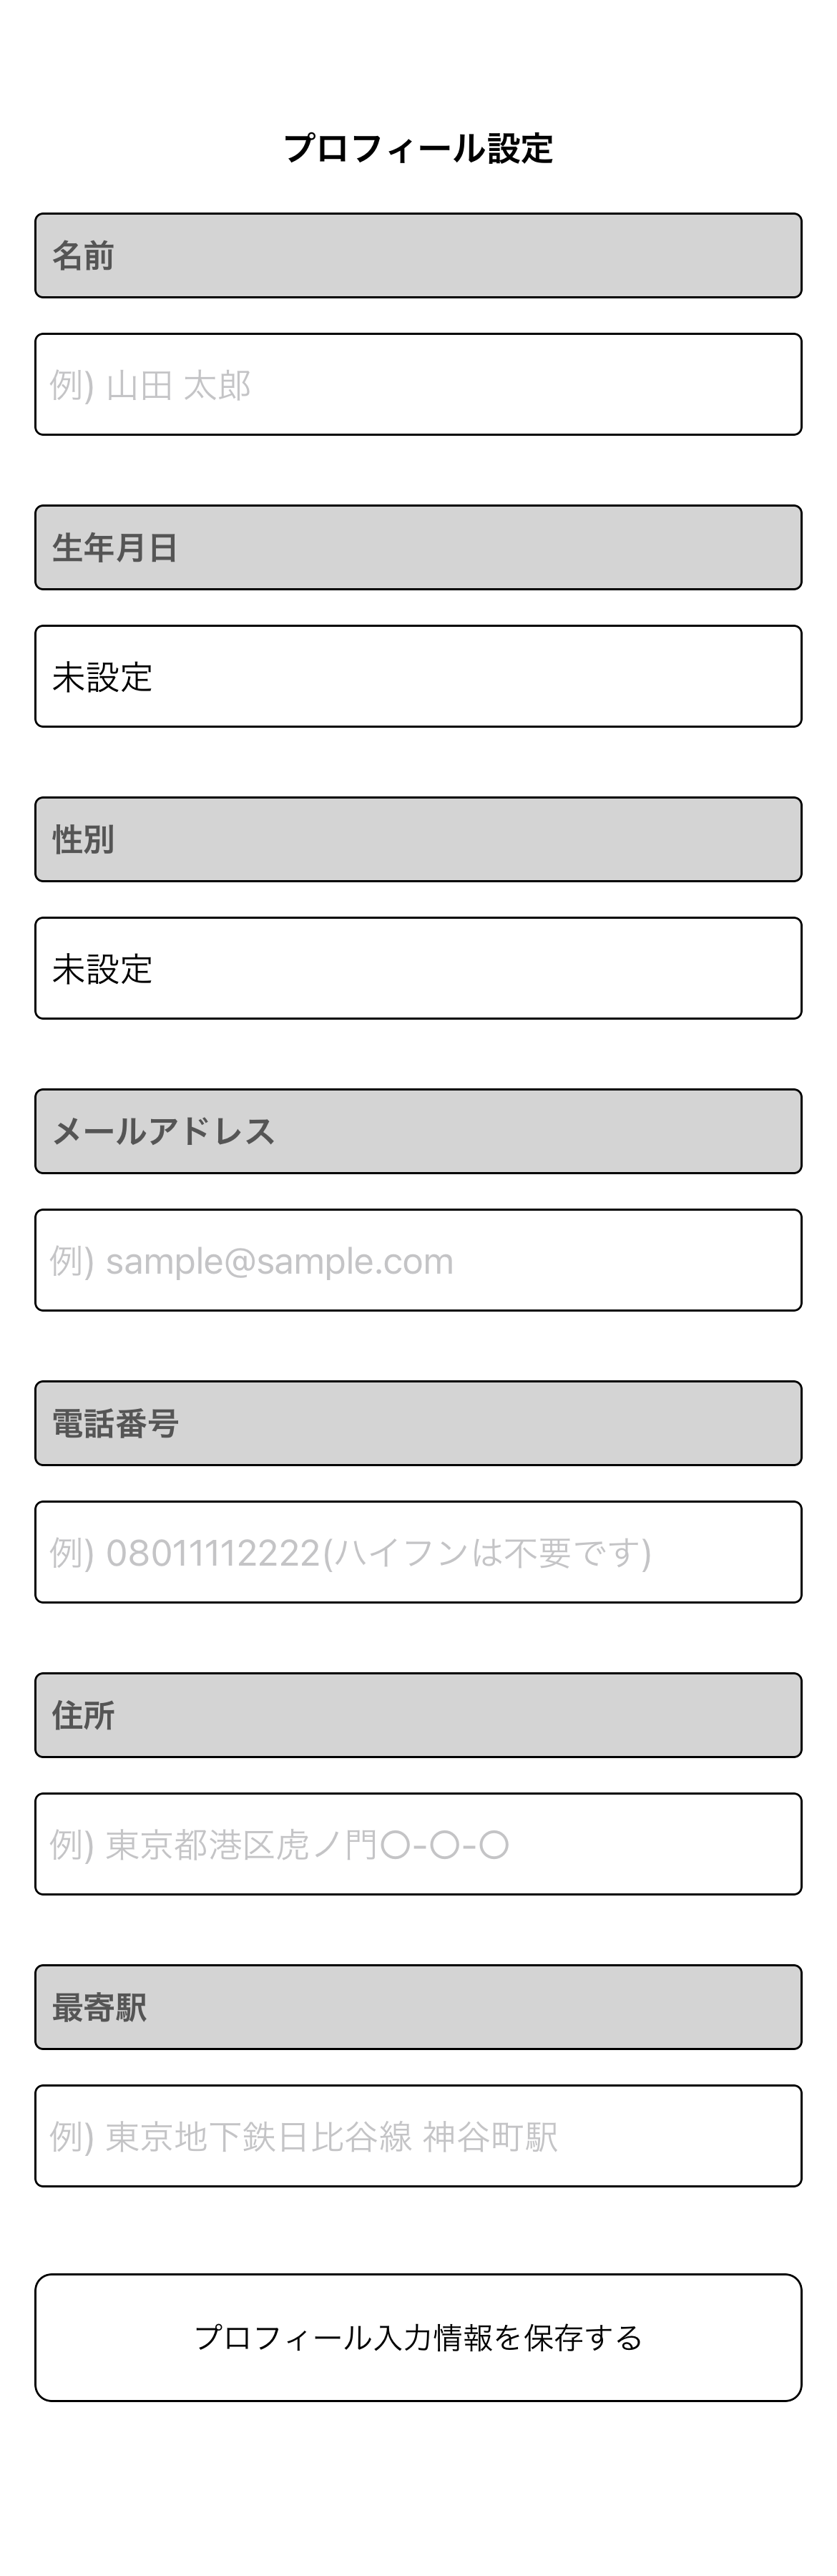 プロフィール設定
名前
例) 山田 太郎
生年月日
未設定
性別
未設定
メールアドレス
例) sample@sample.com
電話番号
例) 08011112222(ハイフンは不要です)
住所
例) 東京都港区虎ノ門〇-〇-〇
最寄駅
例) 東京地下鉄日比谷線 神谷町駅
プロフィール入力情報を保存する